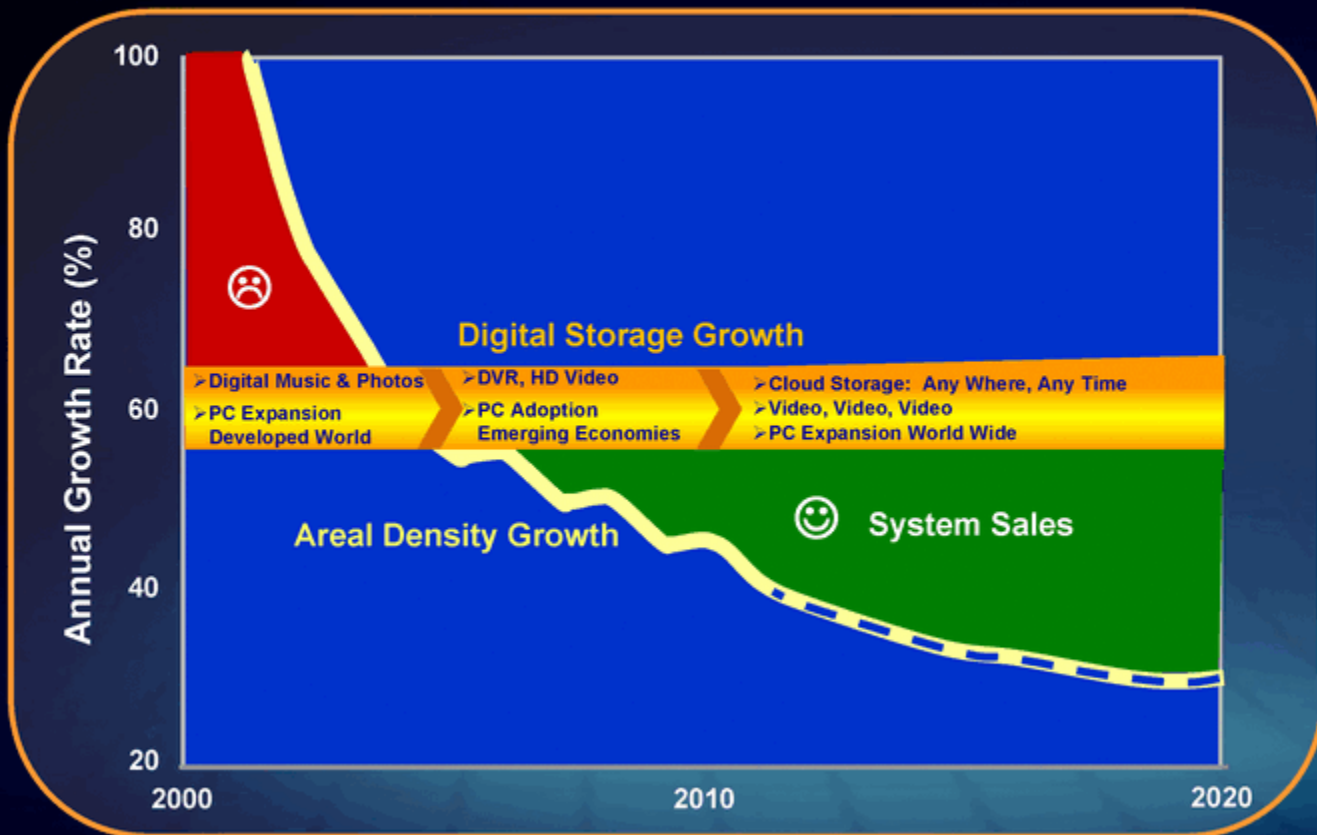 100
80
60
40
20
Annual Growth Rate (%)
Digital Storage Growth
➢Digital Music & Photos
➢PC Expansion
Developed World
➢DVR, HD Video
➢PC Adoption
Emerging Economies
➢Cloud Storage: Any Where, Any Time
➢Video, Video, Video
➢PC Expansion World Wide
Areal Density Growth
System Sales
2000
2010
2020